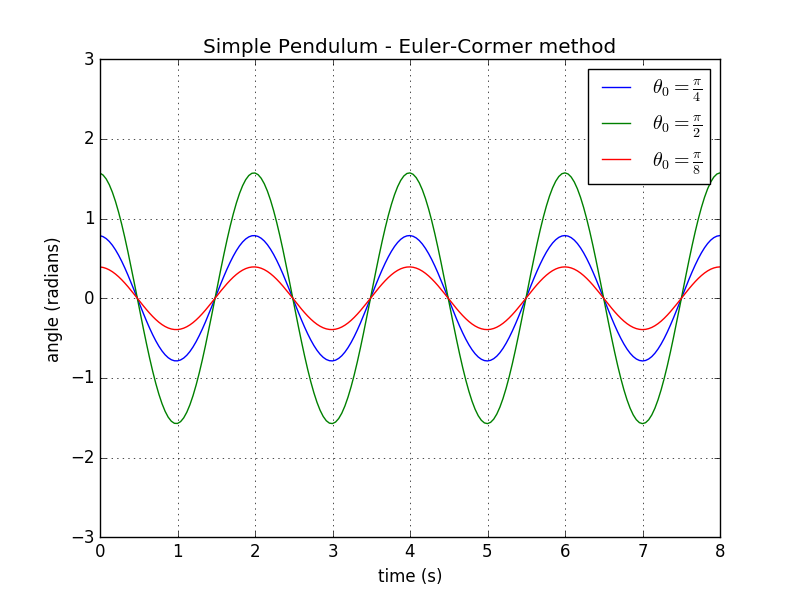 Simple Pendulum - Euler-Cormer method
θ₀ = π/4
θ₀ = π/2
θ₀ = π/8
3
2
1
0
−1
−2
−3
angle (radians)
0 1 2 3 4 5 6 7 8
time (s)